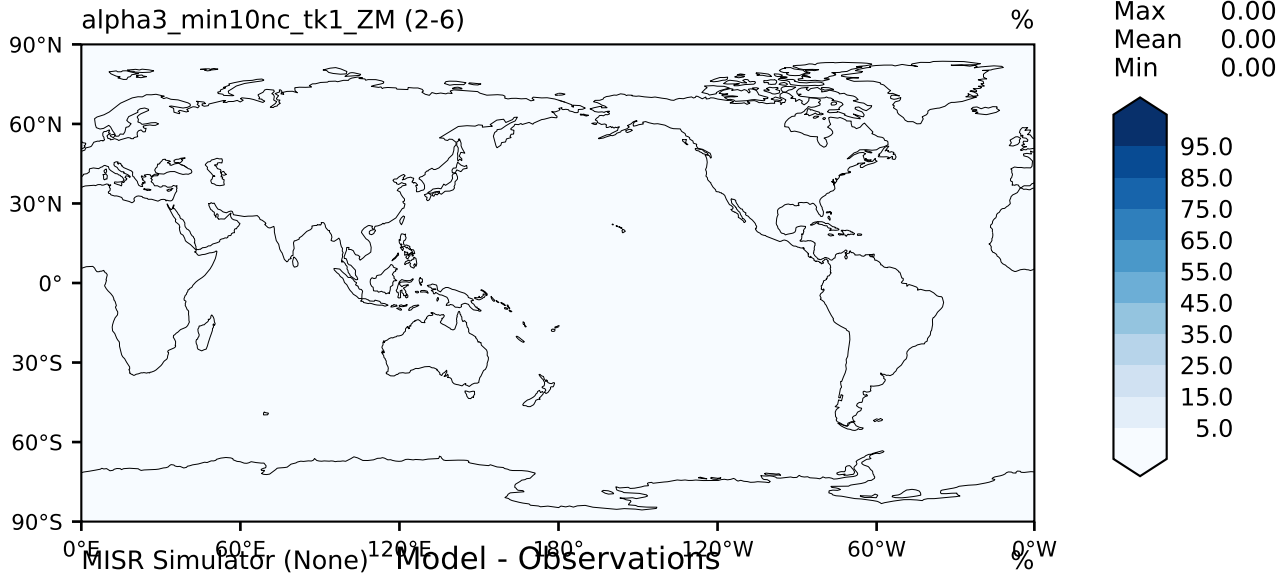 alpha3_min10nc_tk1_ZM (2-6) %
Max 0.00
Mean 0.00
Min 0.00
90°N
60°N
30°N
0°
30°S
60°S
90°S
0°E 60°E 120°E 180° 120°W 60°W 0°W
95.0
85.0
75.0
65.0
55.0
45.0
35.0
25.0
15.0
5.0
MISR Simulator (None) Model - Observations %